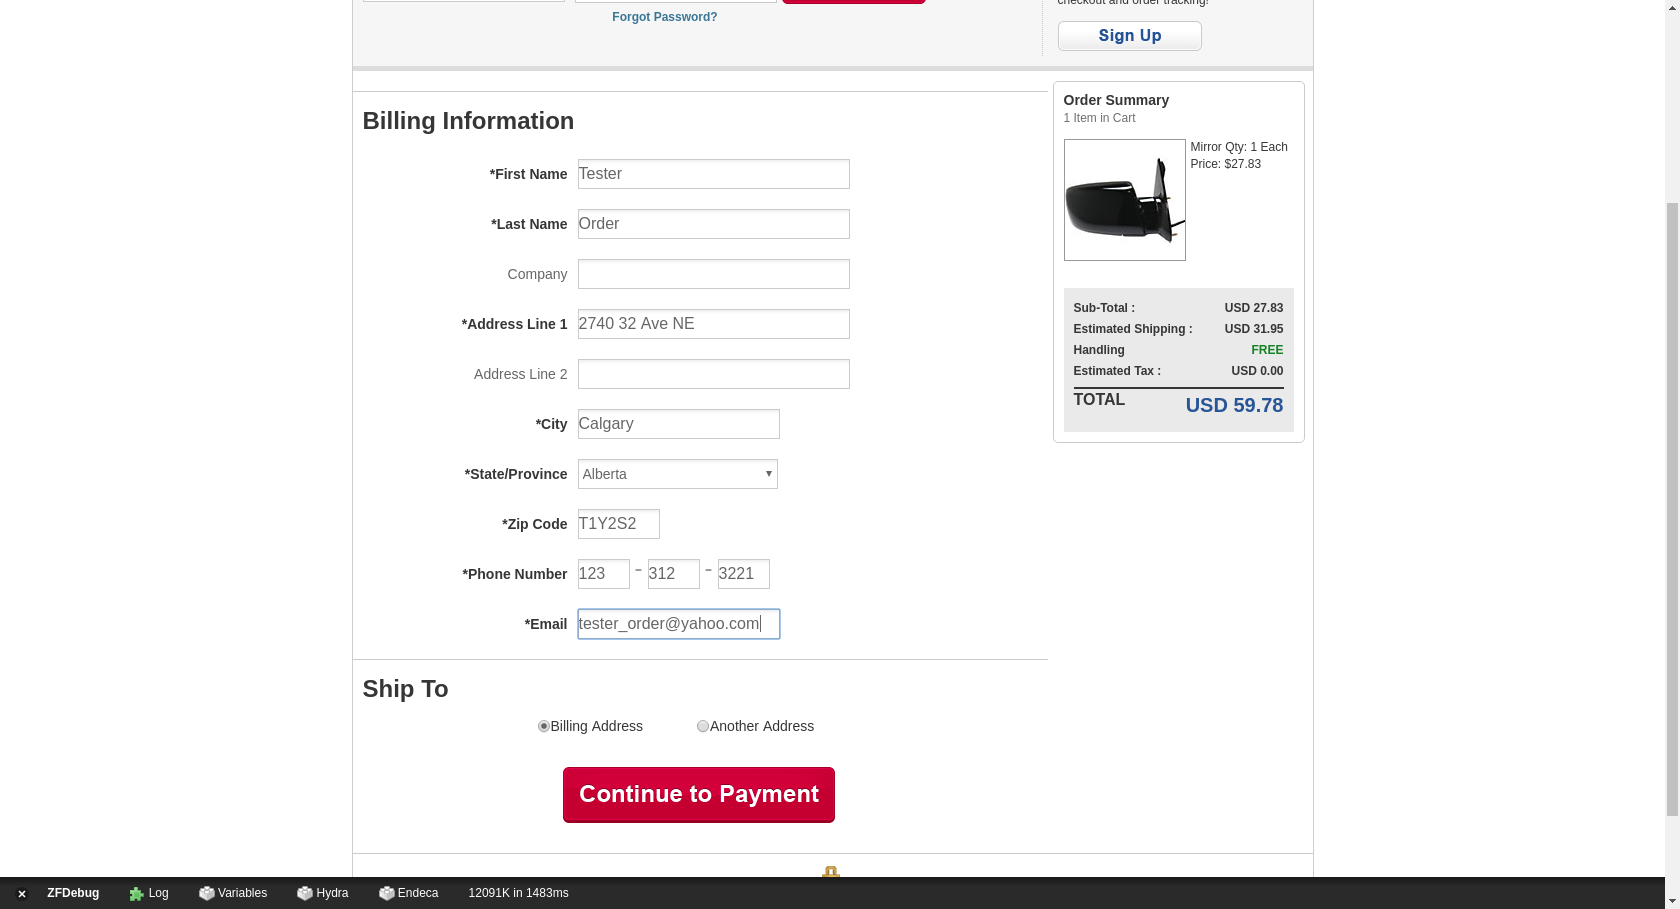 checkout and order tracking!
Forgot Password?
Sign Up
Billing Information
*First Name Tester
*Last Name Order
Company
*Address Line 1 2740 32 Ave NE
Address Line 2
*City Calgary
*State/Province Alberta
*Zip Code T1Y2S2
*Phone Number 123 - 312 - 3221
*Email tester_order@yahoo.com
Ship To
Billing Address Another Address
Continue to Payment
Order Summary
1 Item in Cart
Mirror Qty: 1 Each
Price: $27.83
Sub-Total : USD 27.83
Estimated Shipping : USD 31.95
Handling FREE
Estimated Tax : USD 0.00
TOTAL USD 59.78
ZFDebug Log Variables Hydra Endeca 12091K in 1483ms